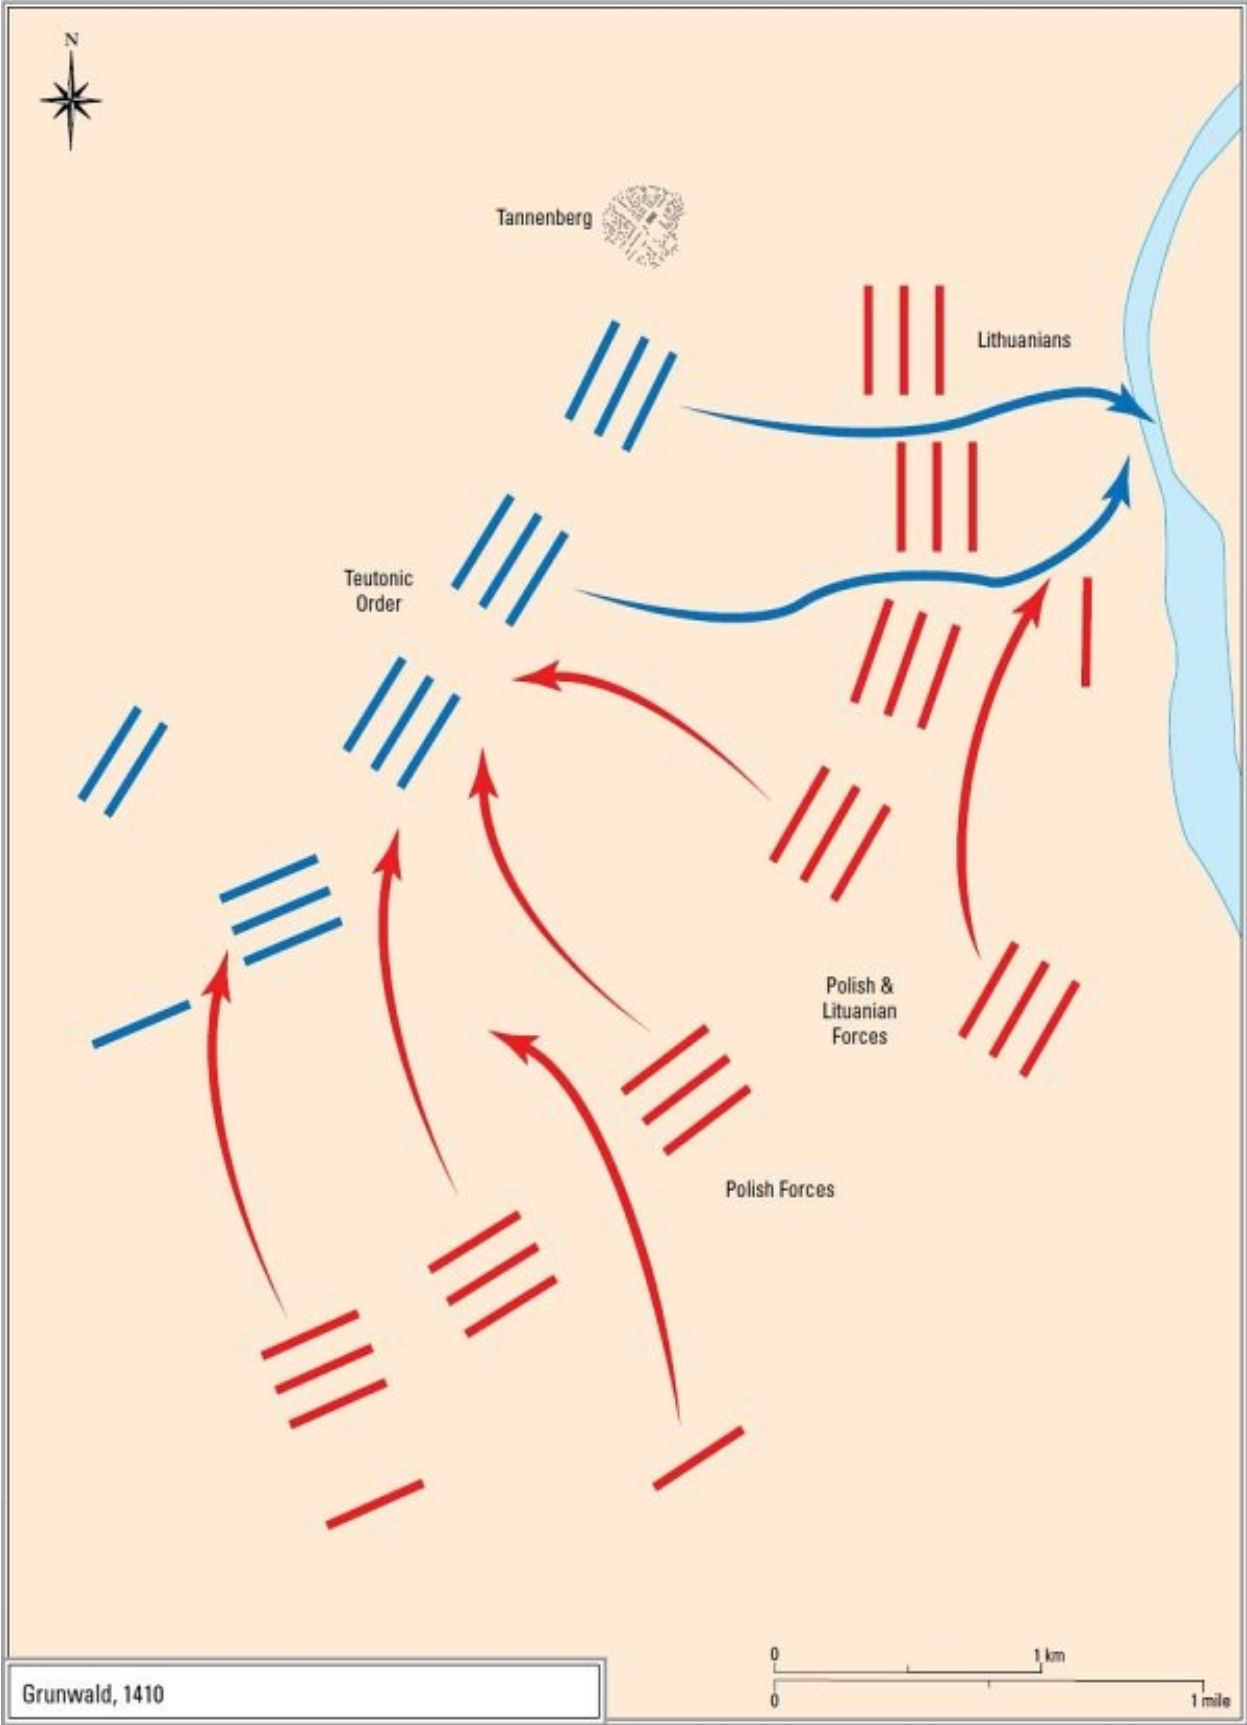 N
Tannenberg
Lithuanians
Teutonic
Order
Polish &
Lituanian
Forces
Polish Forces
0
1 km
0
1 mile
Grunwald, 1410